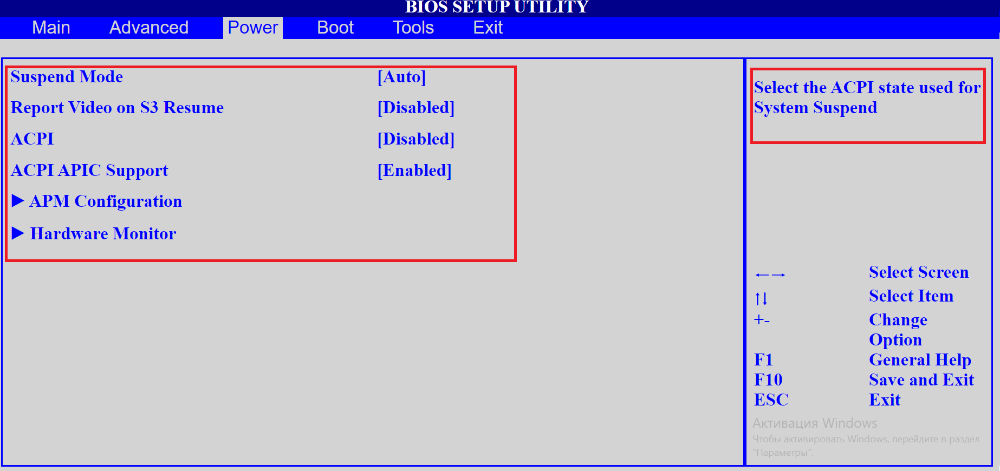 BIOS SETUP UTILITY
Main Advanced Power Boot Tools Exit
Suspend Mode [Auto]
Report Video on S3 Resume [Disabled]
ACPI [Disabled]
ACPI APIC Support [Enabled]
▶ APM Configuration
▶ Hardware Monitor
Select the ACPI state used for
System Suspend
←→ Select Screen
↑↓ Select Item
+- Change
Option
F1 General Help
F10 Save and Exit
ESC Exit
Активация Windows
Чтобы активировать Windows, перейдите в раздел
"Параметры".